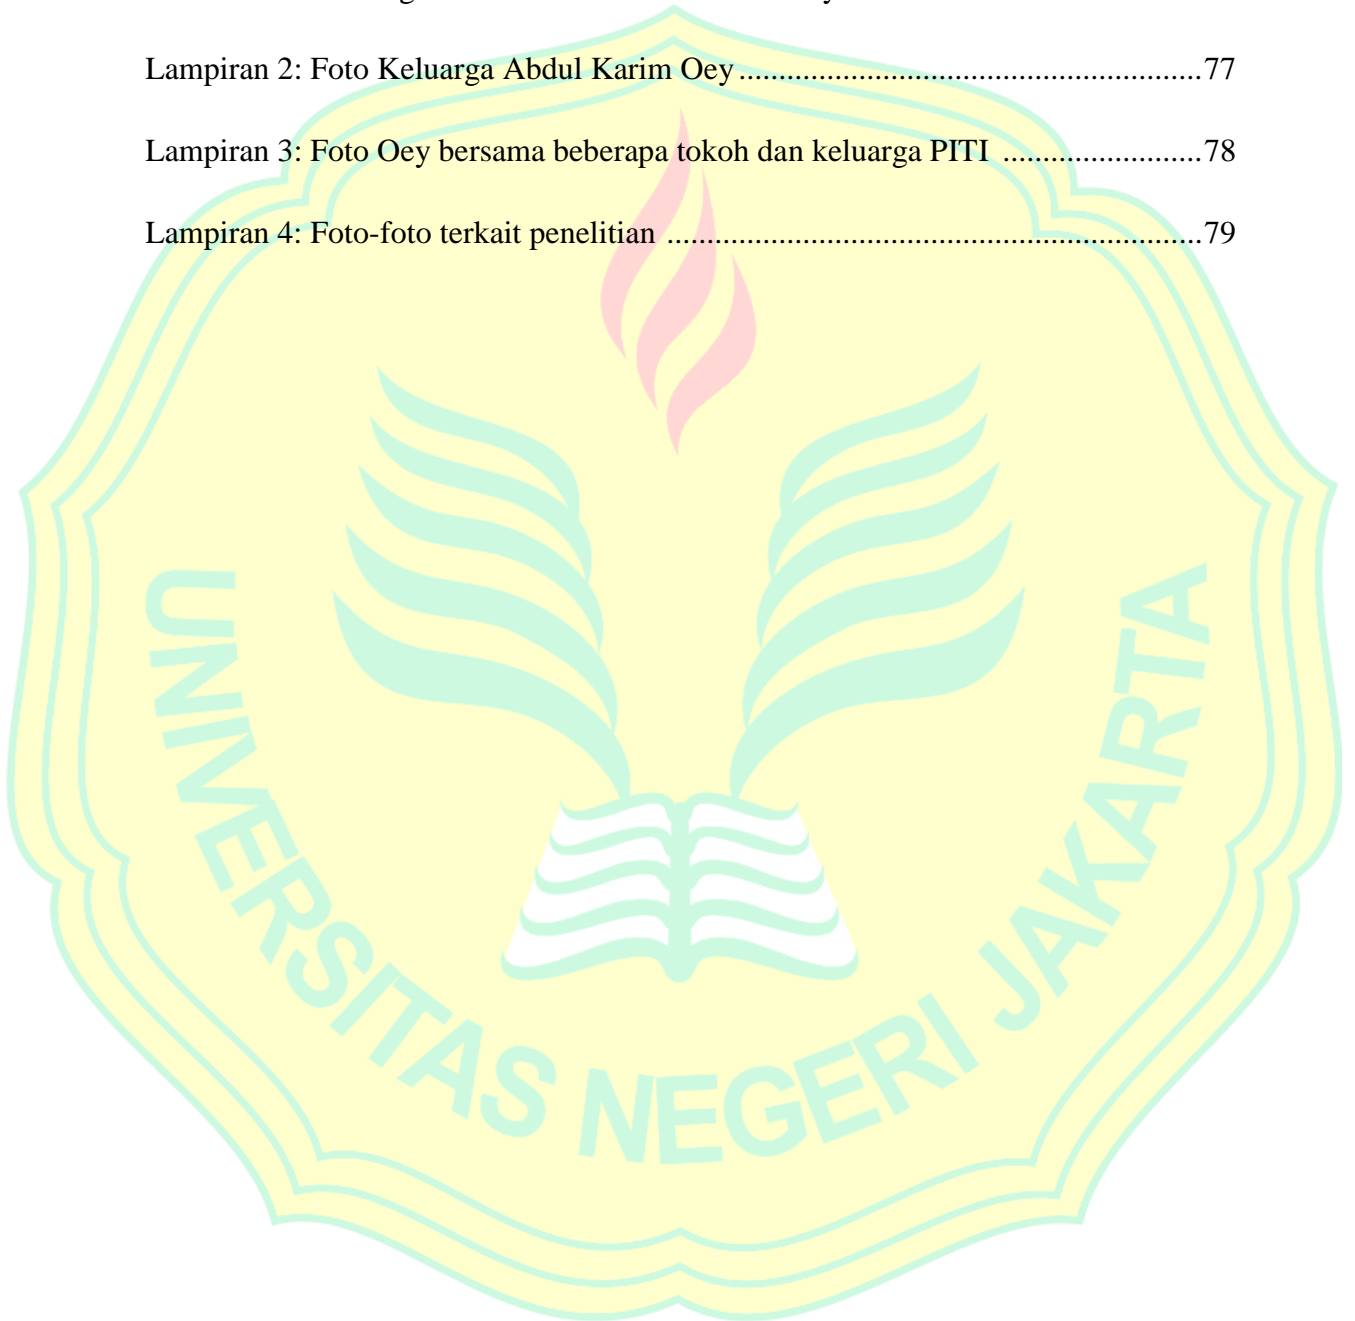 Lampiran 2: Foto Keluarga Abdul Karim Oey..........................................................77
Lampiran 3: Foto Oey bersama beberapa tokoh dan keluarga PITI .........................78
Lampiran 4: Foto-foto terkait penelitian ...................................................................79
UNIVERSITAS NEGERI JAKARTA